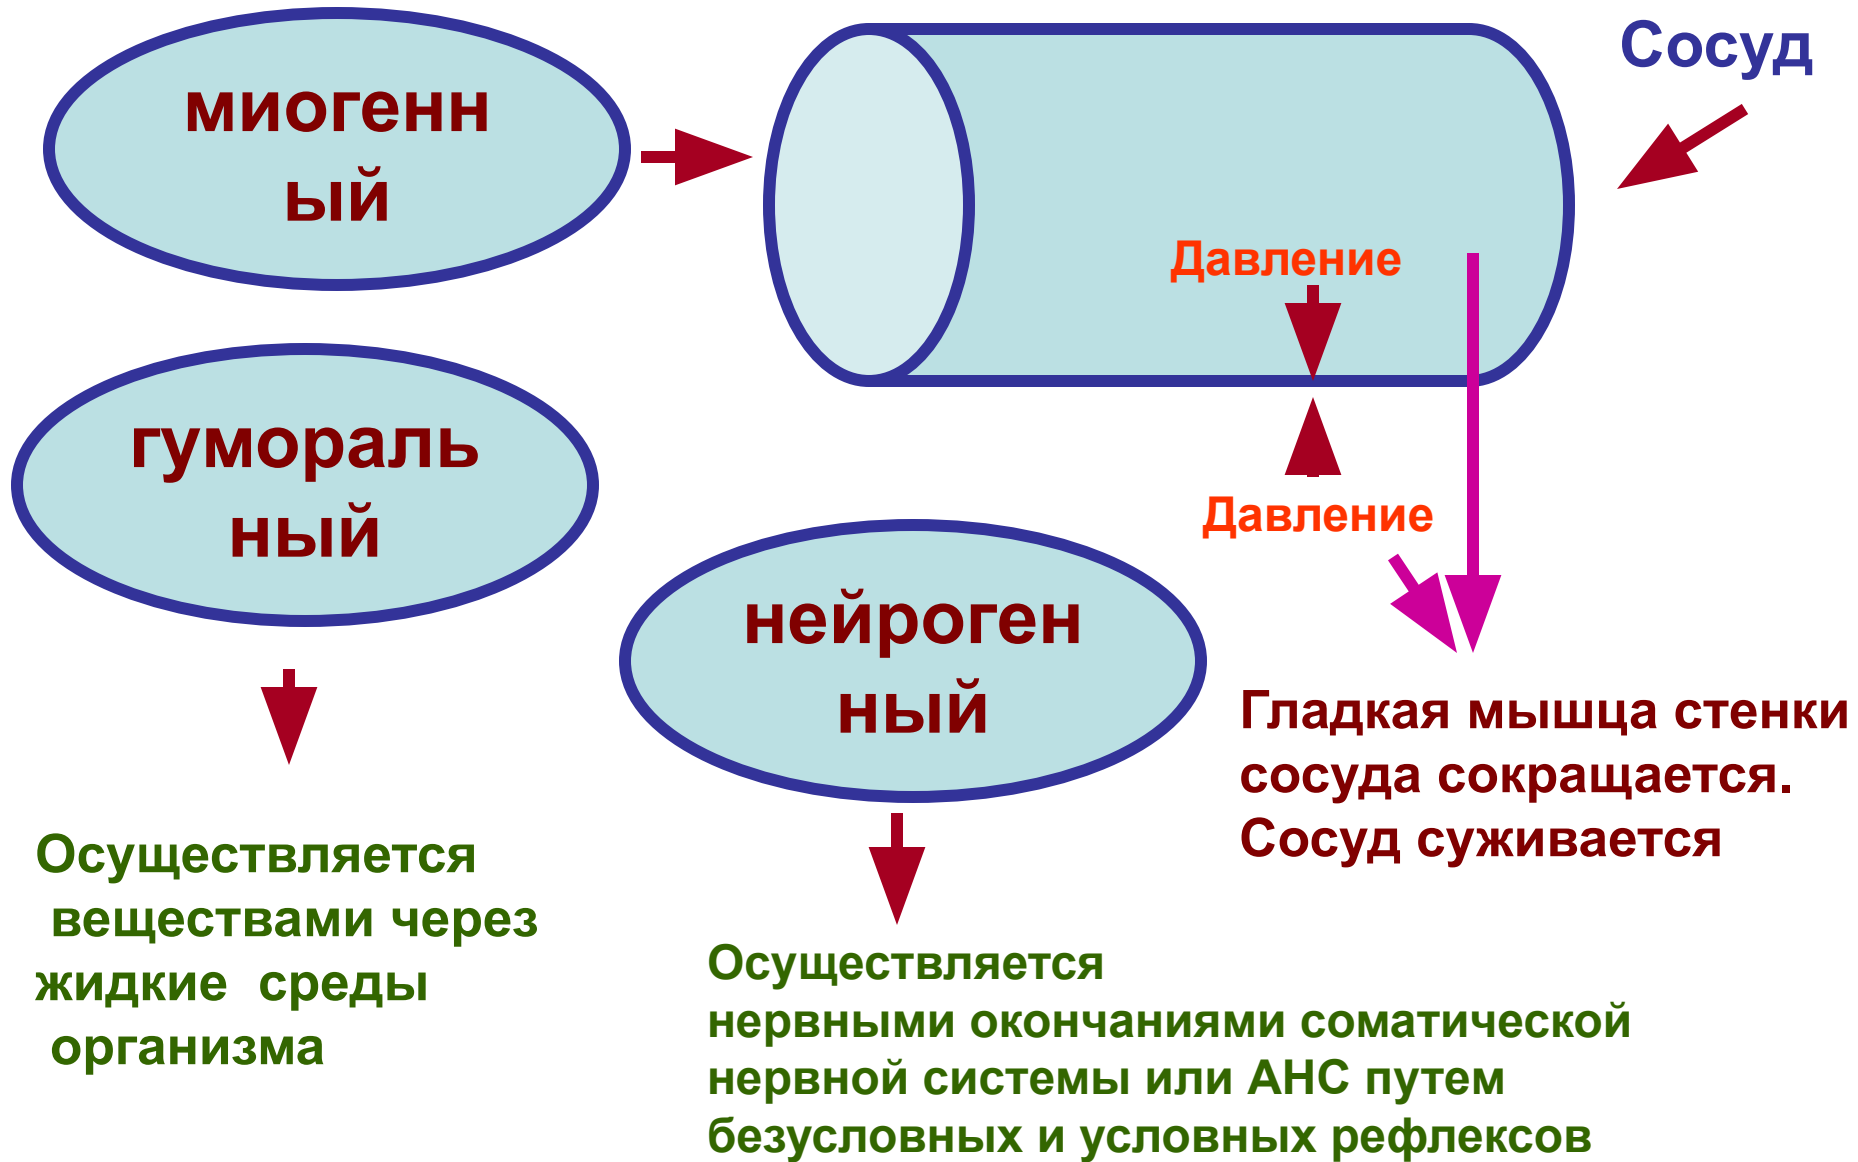 миогенн
ый
Сосуд
Давление
гумораль
ный
Давление
нейроген
ный
Гладкая мышца стенки
сосуда сокращается.
Сосуд суживается
Осуществляется
веществами через
жидкие  среды
организма
Осуществляется
нервными окончаниями соматической
нервной системы или АНС путем
безусловных и условных рефлексов